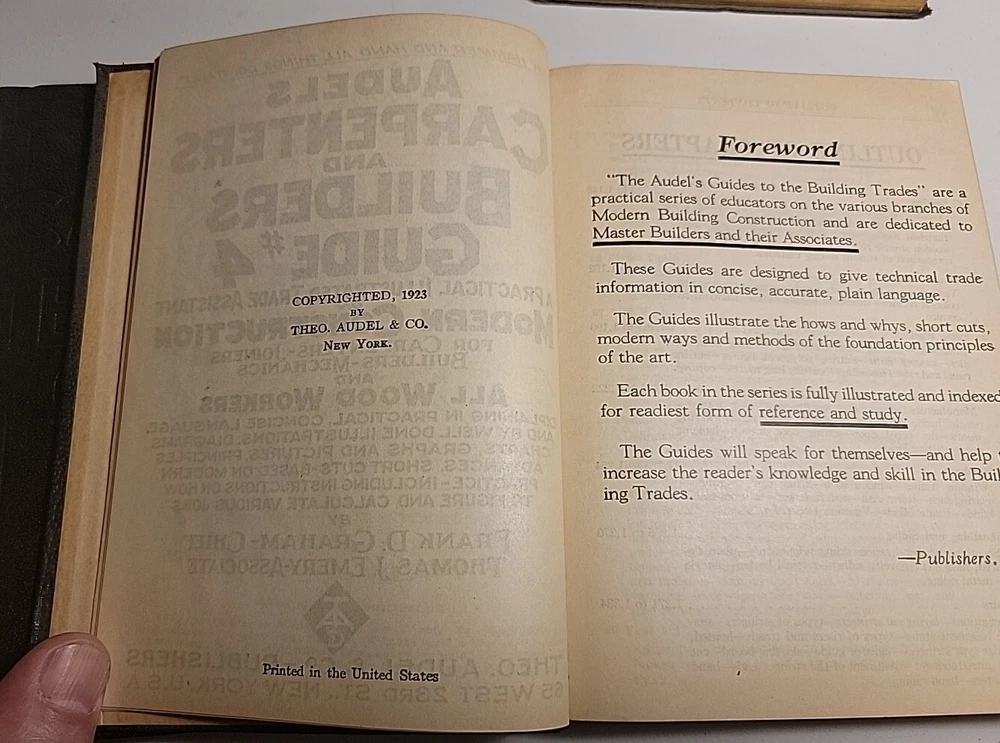 COPYRIGHTED, 1923
BY
THEO. AUDEL & CO.
NEW YORK.
Printed in the United States
Foreword
"The Audel's Guides to the Building Trades" are a
practical series of educators on the various branches of
Modern Building Construction and are dedicated to
Master Builders and their Associates.
These Guides are designed to give technical trade
information in concise, accurate, plain language.
The Guides illustrate the hows and whys, short cuts,
modern ways and methods of the foundation principles
of the art.
Each book in the series is fully illustrated and indexed
for readiest form of reference and study.
The Guides will speak for themselves—and help
increase the reader's knowledge and skill in the Buil
ing Trades.
—Publishers.